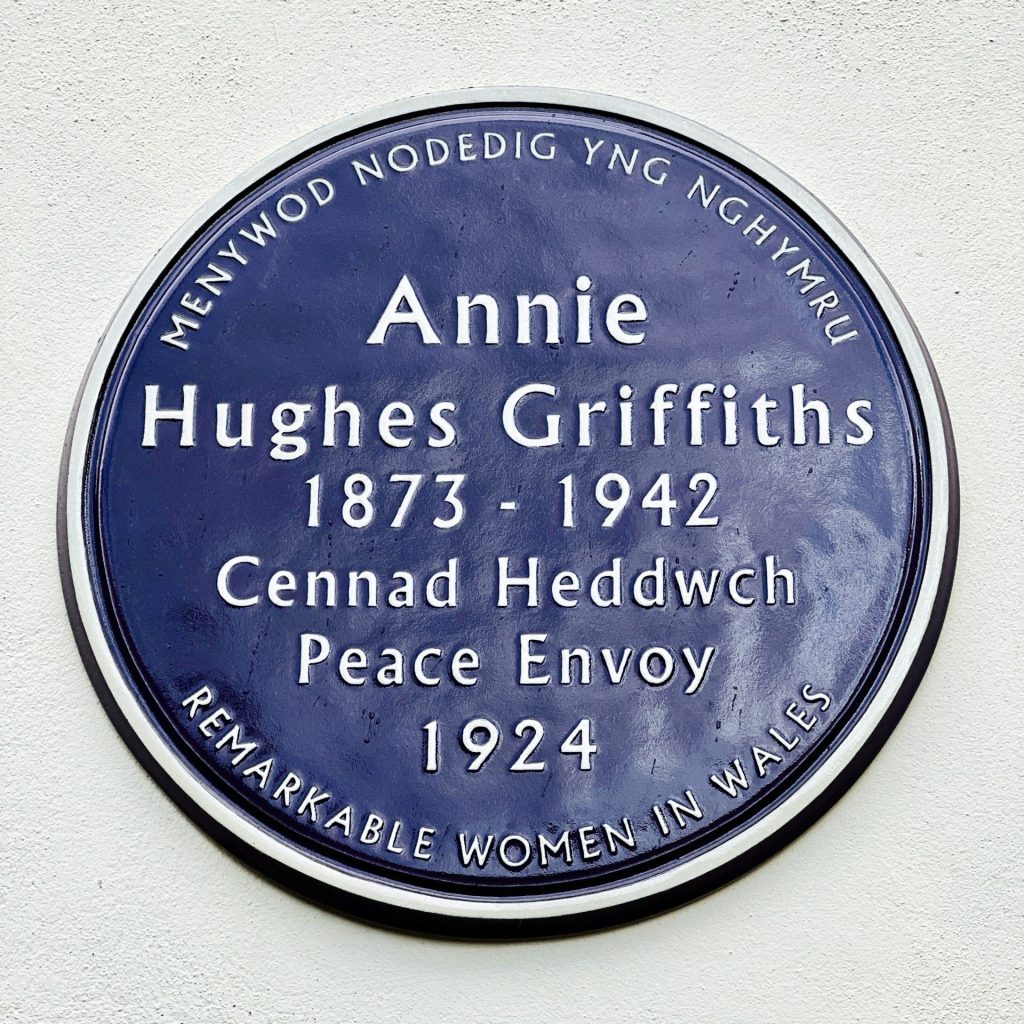 MENYWOD NODEDIG YNG NGHYMRU
Annie
Hughes Griffiths
1873 - 1942
Cennad Heddwch
Peace Envoy
1924
REMARKABLE WOMEN IN WALES